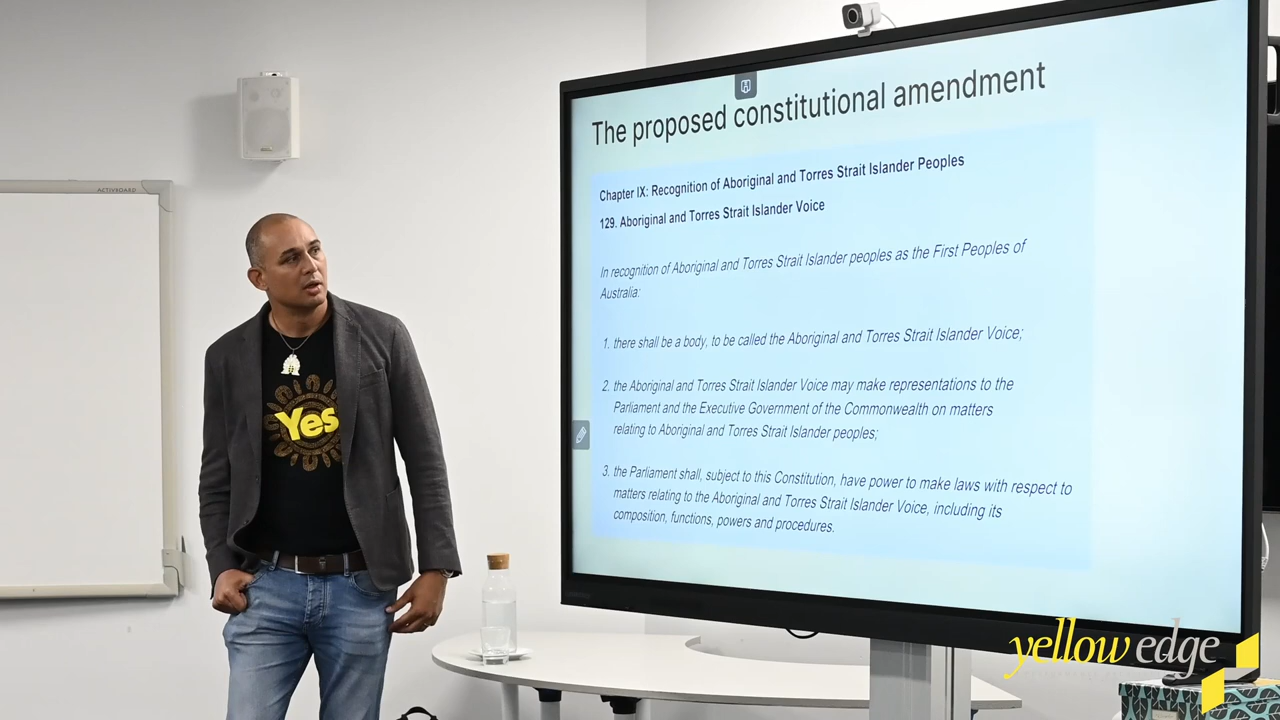 ACTIVBOARD
The proposed constitutional amendment
Chapter IX: Recognition of Aboriginal and Torres Strait Islander Peoples
129. Aboriginal and Torres Strait Islander Voice
In recognition of Aboriginal and Torres Strait Islander peoples as the First Peoples of
Australia:
1. there shall be a body, to be called the Aboriginal and Torres Strait Islander Voice;
2. the Aboriginal and Torres Strait Islander Voice may make representations to the
Parliament and the Executive Government of the Commonwealth on matters
relating to Aboriginal and Torres Strait Islander peoples;
3. the Parliament shall, subject to this Constitution, have power to make laws with respect to
matters relating to the Aboriginal and Torres Strait Islander Voice, including its
composition, functions, powers and procedures.
Yes
yellow edge